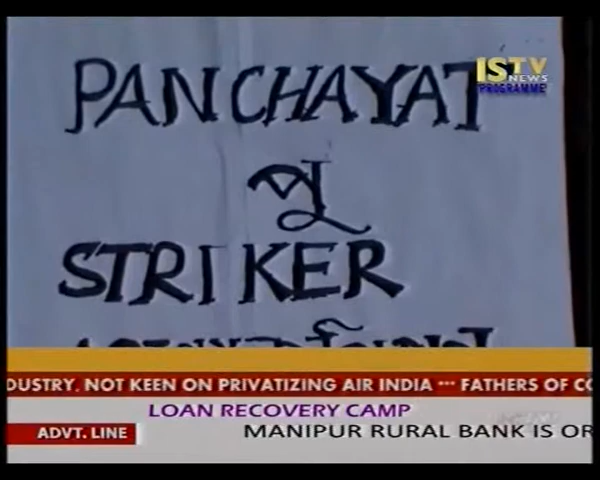 ISTV
NEWS
PROGRAMME
PANCHAYAT
পু
STRIKER
DUSTRY, NOT KEEN ON PRIVATIZING AIR INDIA ··· FATHERS OF CO
LOAN RECOVERY CAMP
ADVT. LINE
MANIPUR RURAL BANK IS OR